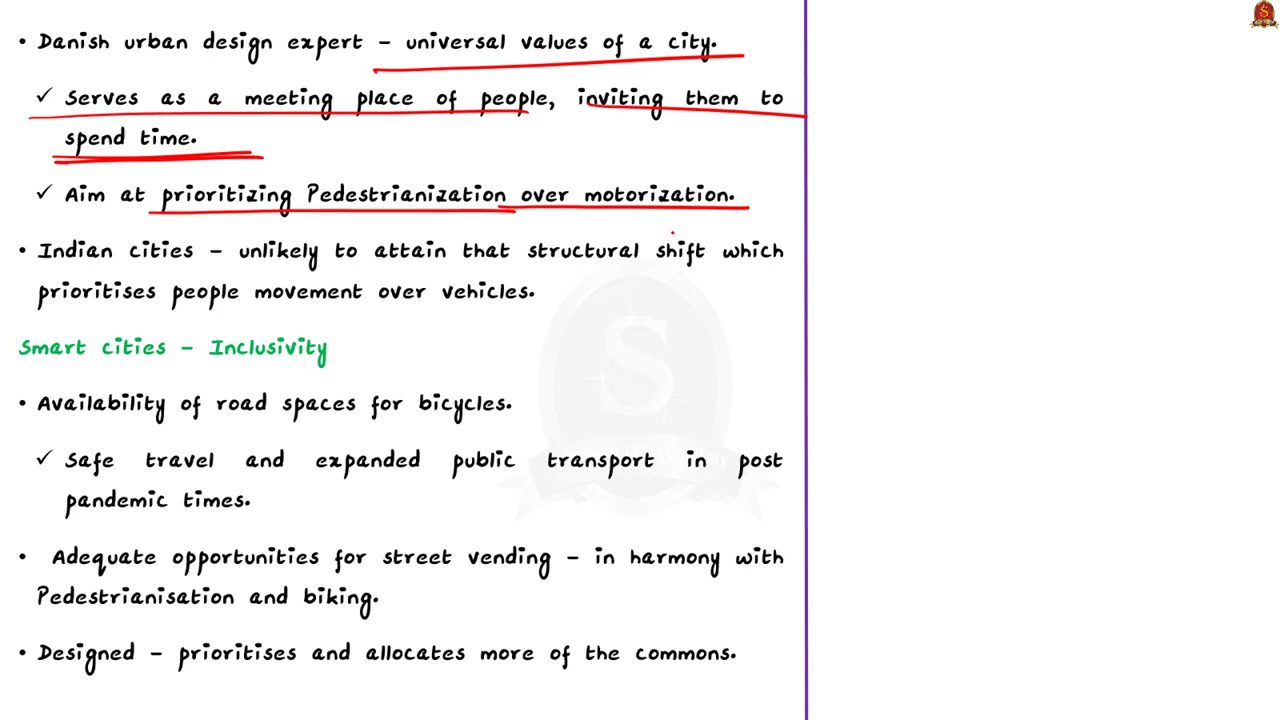 • Danish urban design expert – universal values of a city.
✓ Serves as a meeting place of people, inviting them to
spend time.
✓ Aim at prioritizing Pedestrianization over motorization.
• Indian cities – unlikely to attain that structural shift which
prioritises people movement over vehicles.
Smart cities – Inclusivity
• Availability of road spaces for bicycles.
✓ Safe travel and expanded public transport in post
pandemic times.
• Adequate opportunities for street vending – in harmony with
Pedestrianisation and biking.
• Designed – prioritises and allocates more of the commons.
S